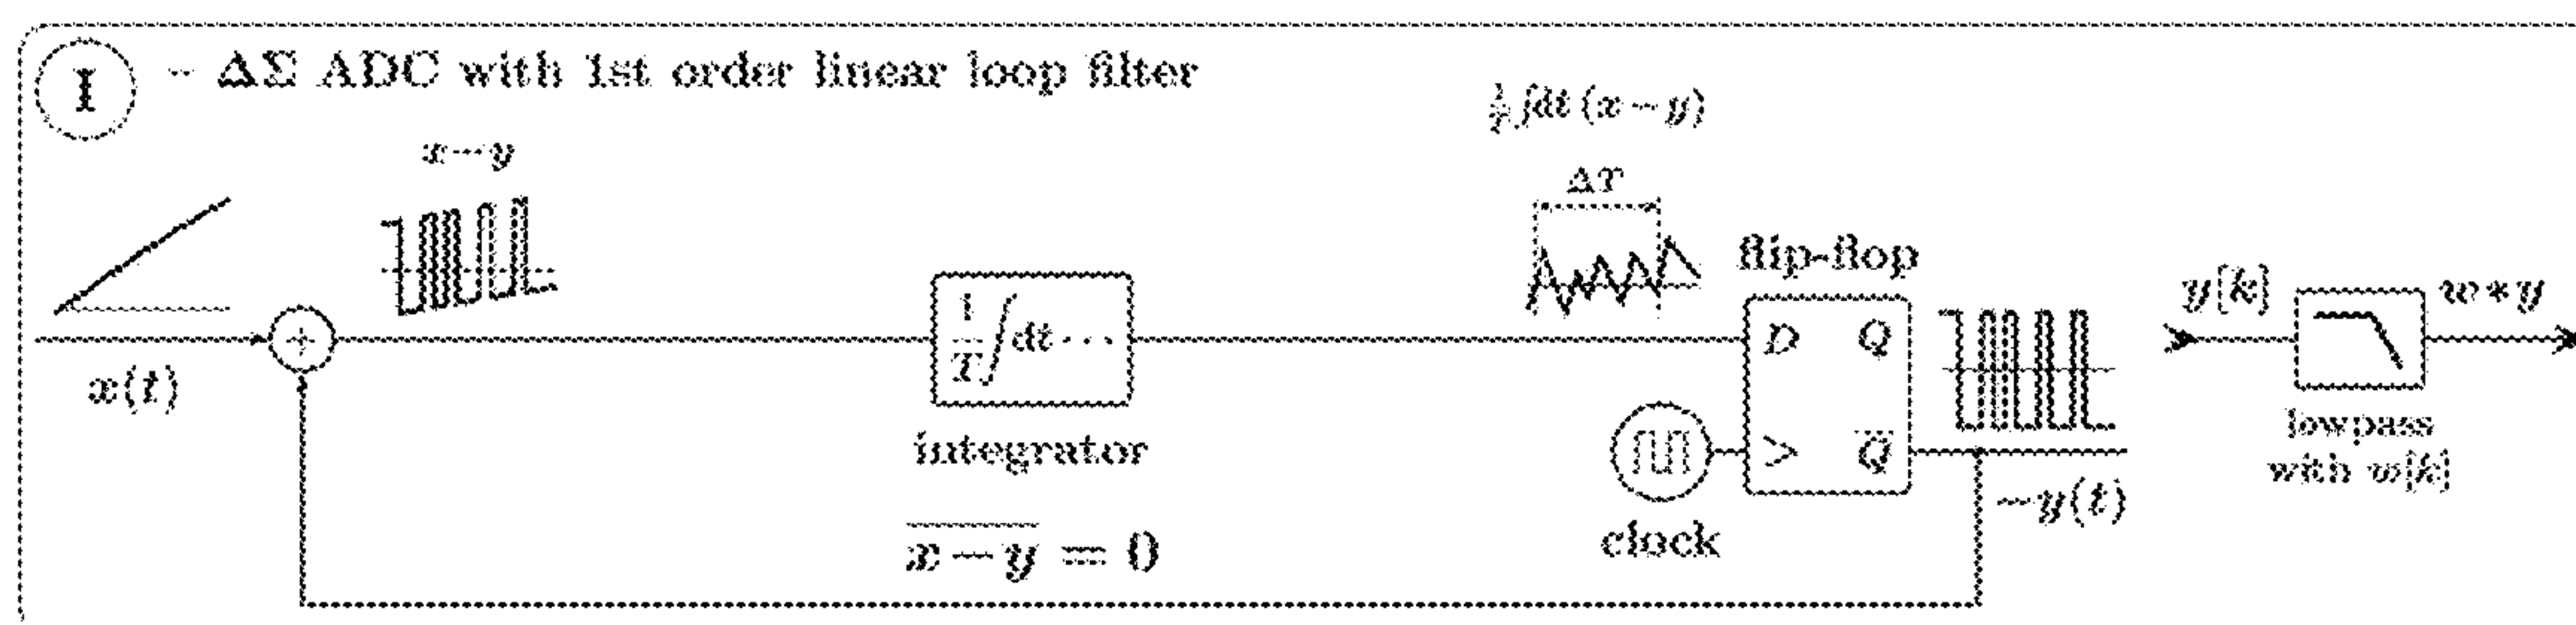 I – ΔΣ ADC with 1st order linear loop filter
x−y
x(t)
+
1/T ∫dt···
integrator
x−y = 0
1/T ∫dt (x−y)
ΔT
flip-flop
D Q
> Q
clock
−y(t)
y[k]
w*y
lowpass
with w[k]